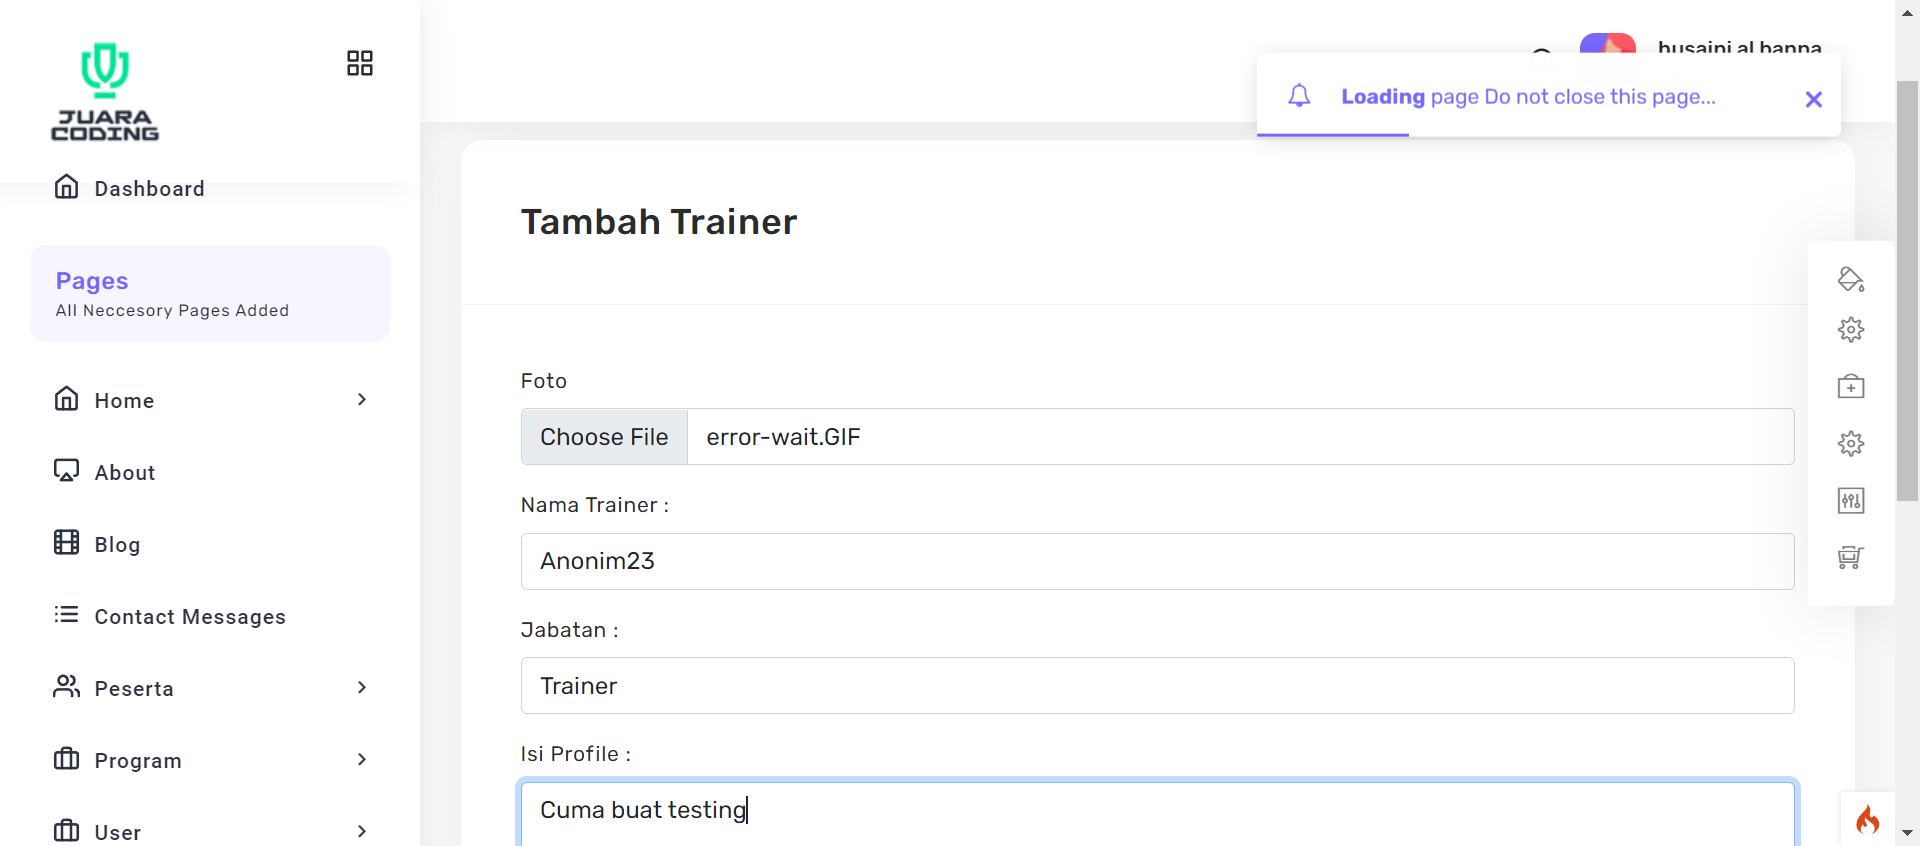 JUARA
CODING
husaini al banna
Loading page Do not close this page...
Dashboard
Pages
All Neccesory Pages Added
Home
About
Blog
Contact Messages
Peserta
Program
User
Tambah Trainer
Foto
Choose File error-wait.GIF
Nama Trainer :
Anonim23
Jabatan :
Trainer
Isi Profile :
Cuma buat testing